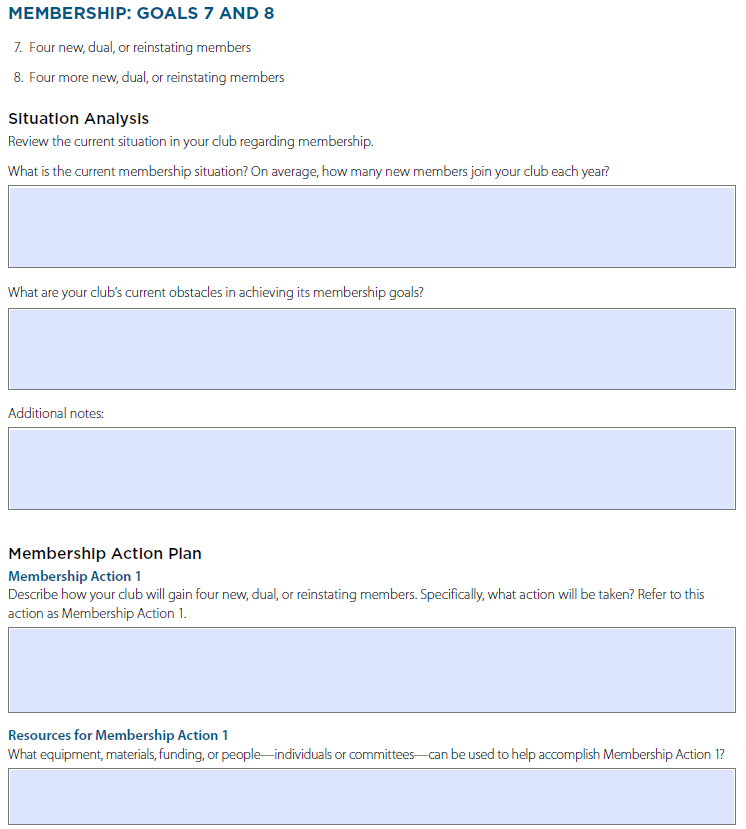 MEMBERSHIP: GOALS 7 AND 8
7. Four new, dual, or reinstating members
8. Four more new, dual, or reinstating members
Situation Analysis
Review the current situation in your club regarding membership.
What is the current membership situation? On average, how many new members join your club each year?
What are your club’s current obstacles in achieving its membership goals?
Additional notes:
Membership Action Plan
Membership Action 1
Describe how your club will gain four new, dual, or reinstating members. Specifically, what action will be taken? Refer to this
action as Membership Action 1.
Resources for Membership Action 1
What equipment, materials, funding, or people—individuals or committees—can be used to help accomplish Membership Action 1?